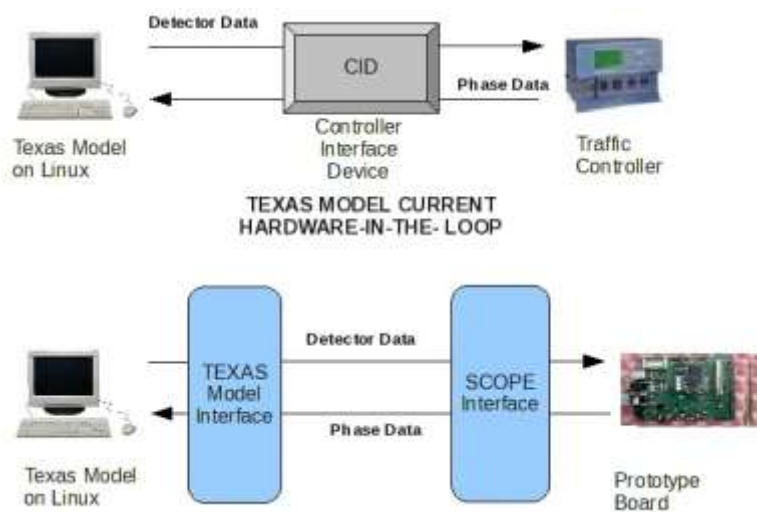 Detector Data
CID
Phase Data
Texas Model
on Linux
Controller
Interface
Device
Traffic
Controller
TEXAS MODEL CURRENT
HARDWARE-IN-THE- LOOP
Detector Data
TEXAS
Model
Interface
SCOPE
Interface
Phase Data
Texas Model
on Linux
Prototype
Board